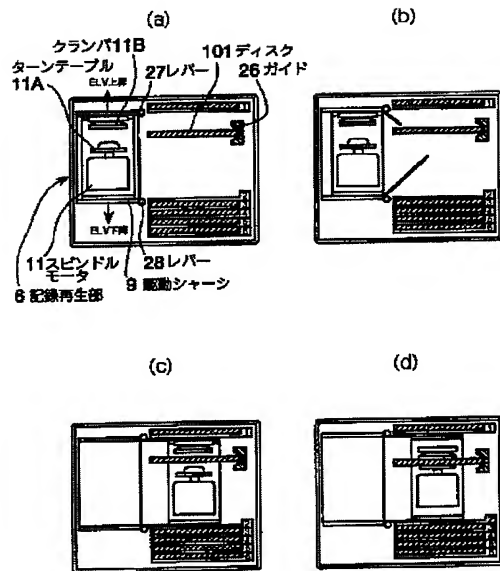 (a)
(b)
クランパ11B
ターンテーブル
11A
ELV上昇
27レバー
101ディスク
26ガイド
ELV下降
11スピンドル
モータ
6 記録再生部
28レバー
9 駆動シャーシ
(c)
(d)